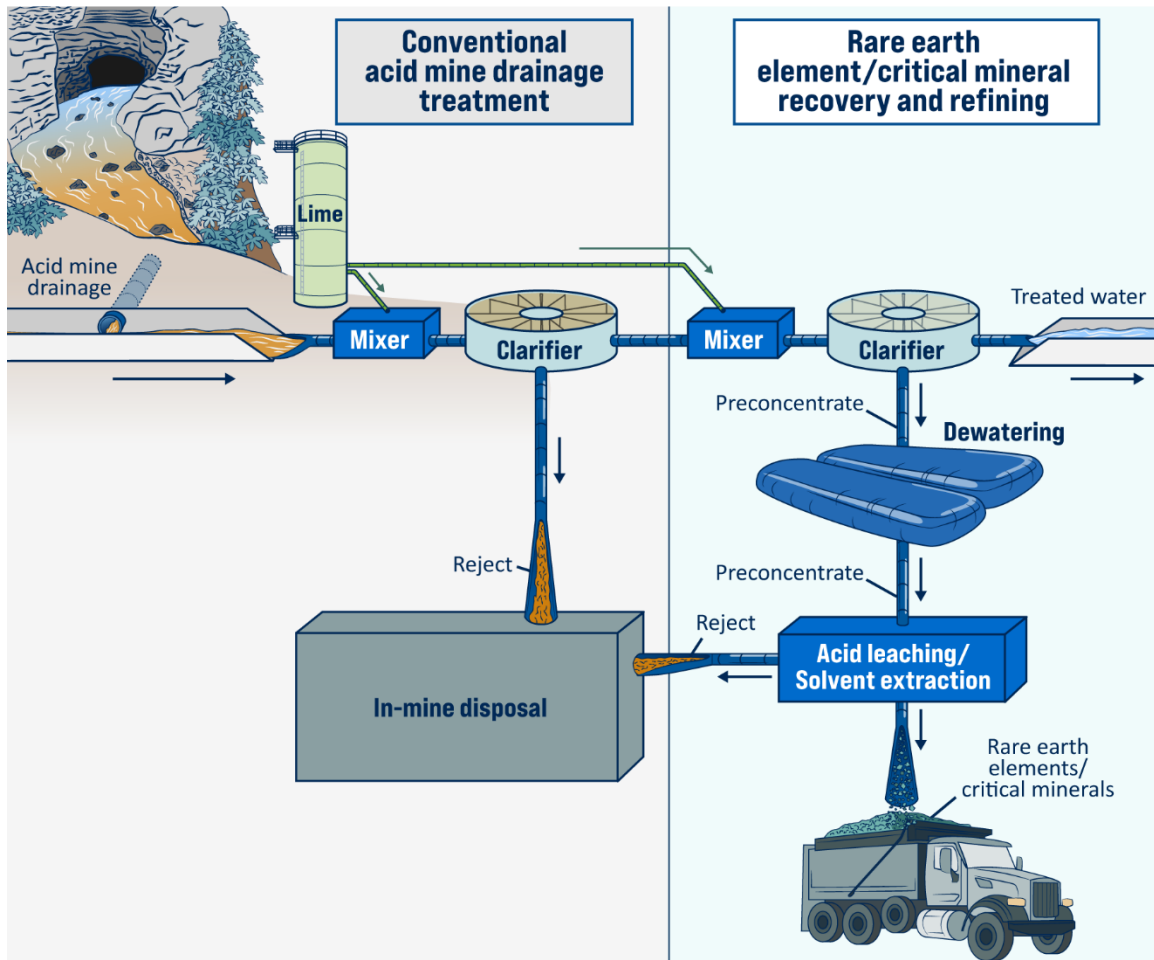 Conventional
acid mine drainage
treatment
Rare earth
element/critical mineral
recovery and refining
Lime
Acid mine
drainage
Mixer
Clarifier
Mixer
Clarifier
Treated water
Preconcentrate
Dewatering
Reject
Preconcentrate
Reject
Acid leaching/
Solvent extraction
In-mine disposal
Rare earth
elements/
critical minerals